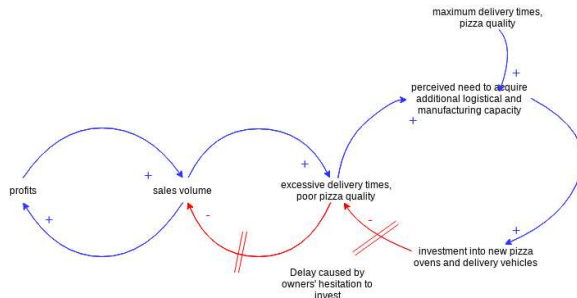 maximum delivery times,
pizza quality
+
perceived need to acquire
additional logistical and
manufacturing capacity
+
+
+
profits
sales volume
excessive delivery times,
poor pizza quality
+
-
-
+
investment into new pizza
ovens and delivery vehicles
Delay caused by
owners' hesitation to
invest